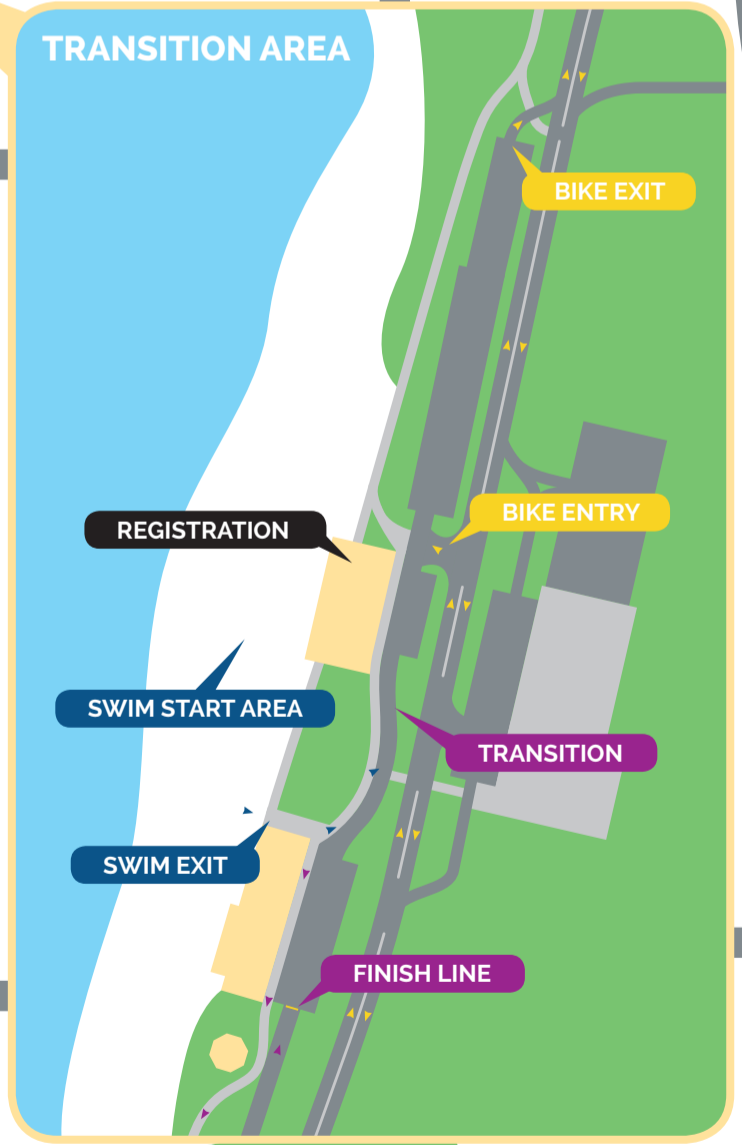 TRANSITION AREA
BIKE EXIT
BIKE ENTRY
REGISTRATION
SWIM START AREA
TRANSITION
SWIM EXIT
FINISH LINE